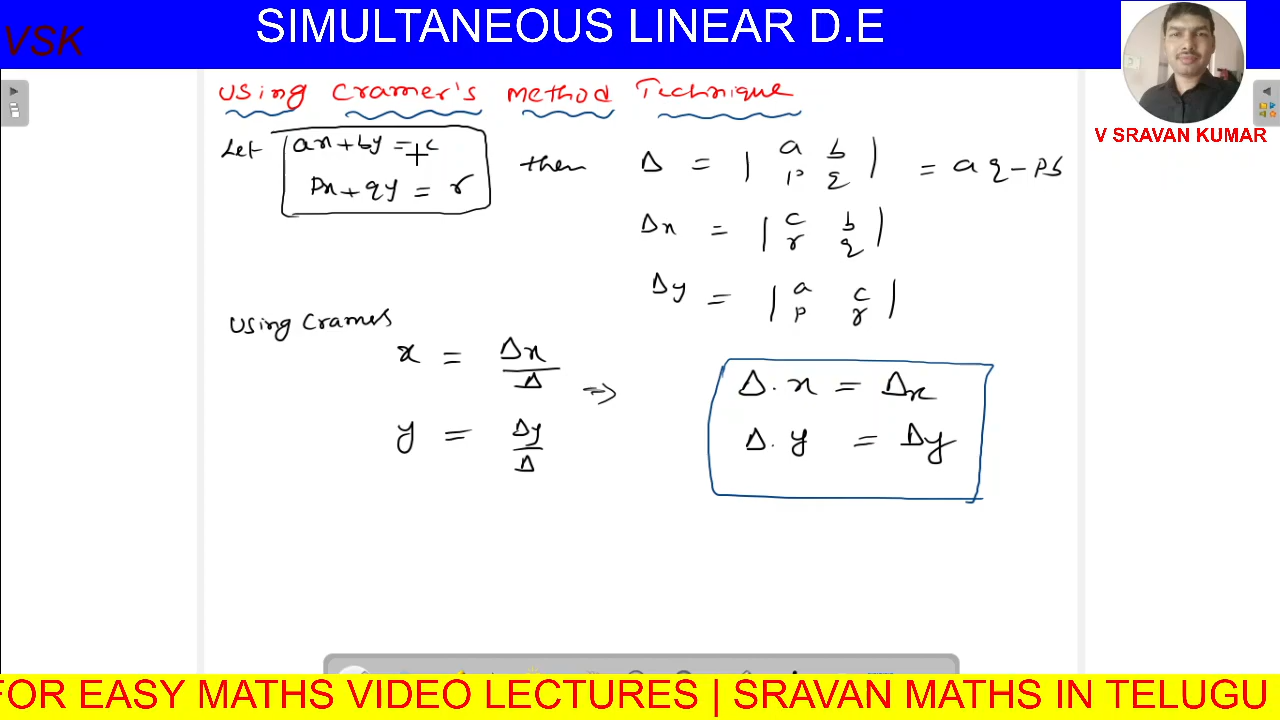 VSK
SIMULTANEOUS LINEAR D.E
V SRAVAN KUMAR
Using Cramer's Method Technique
Let ax + by = c
px + qy = r
then Δ = | a b |
| p q | = aq - pb
Δx = | c b |
| r q |
Δy = | a c |
| p r |
Using Cramers
x = Δx / Δ
y = Δy / Δ
⇒
Δ. x = Δx
Δ. y = Δy
FOR EASY MATHS VIDEO LECTURES | SRAVAN MATHS IN TELUGU